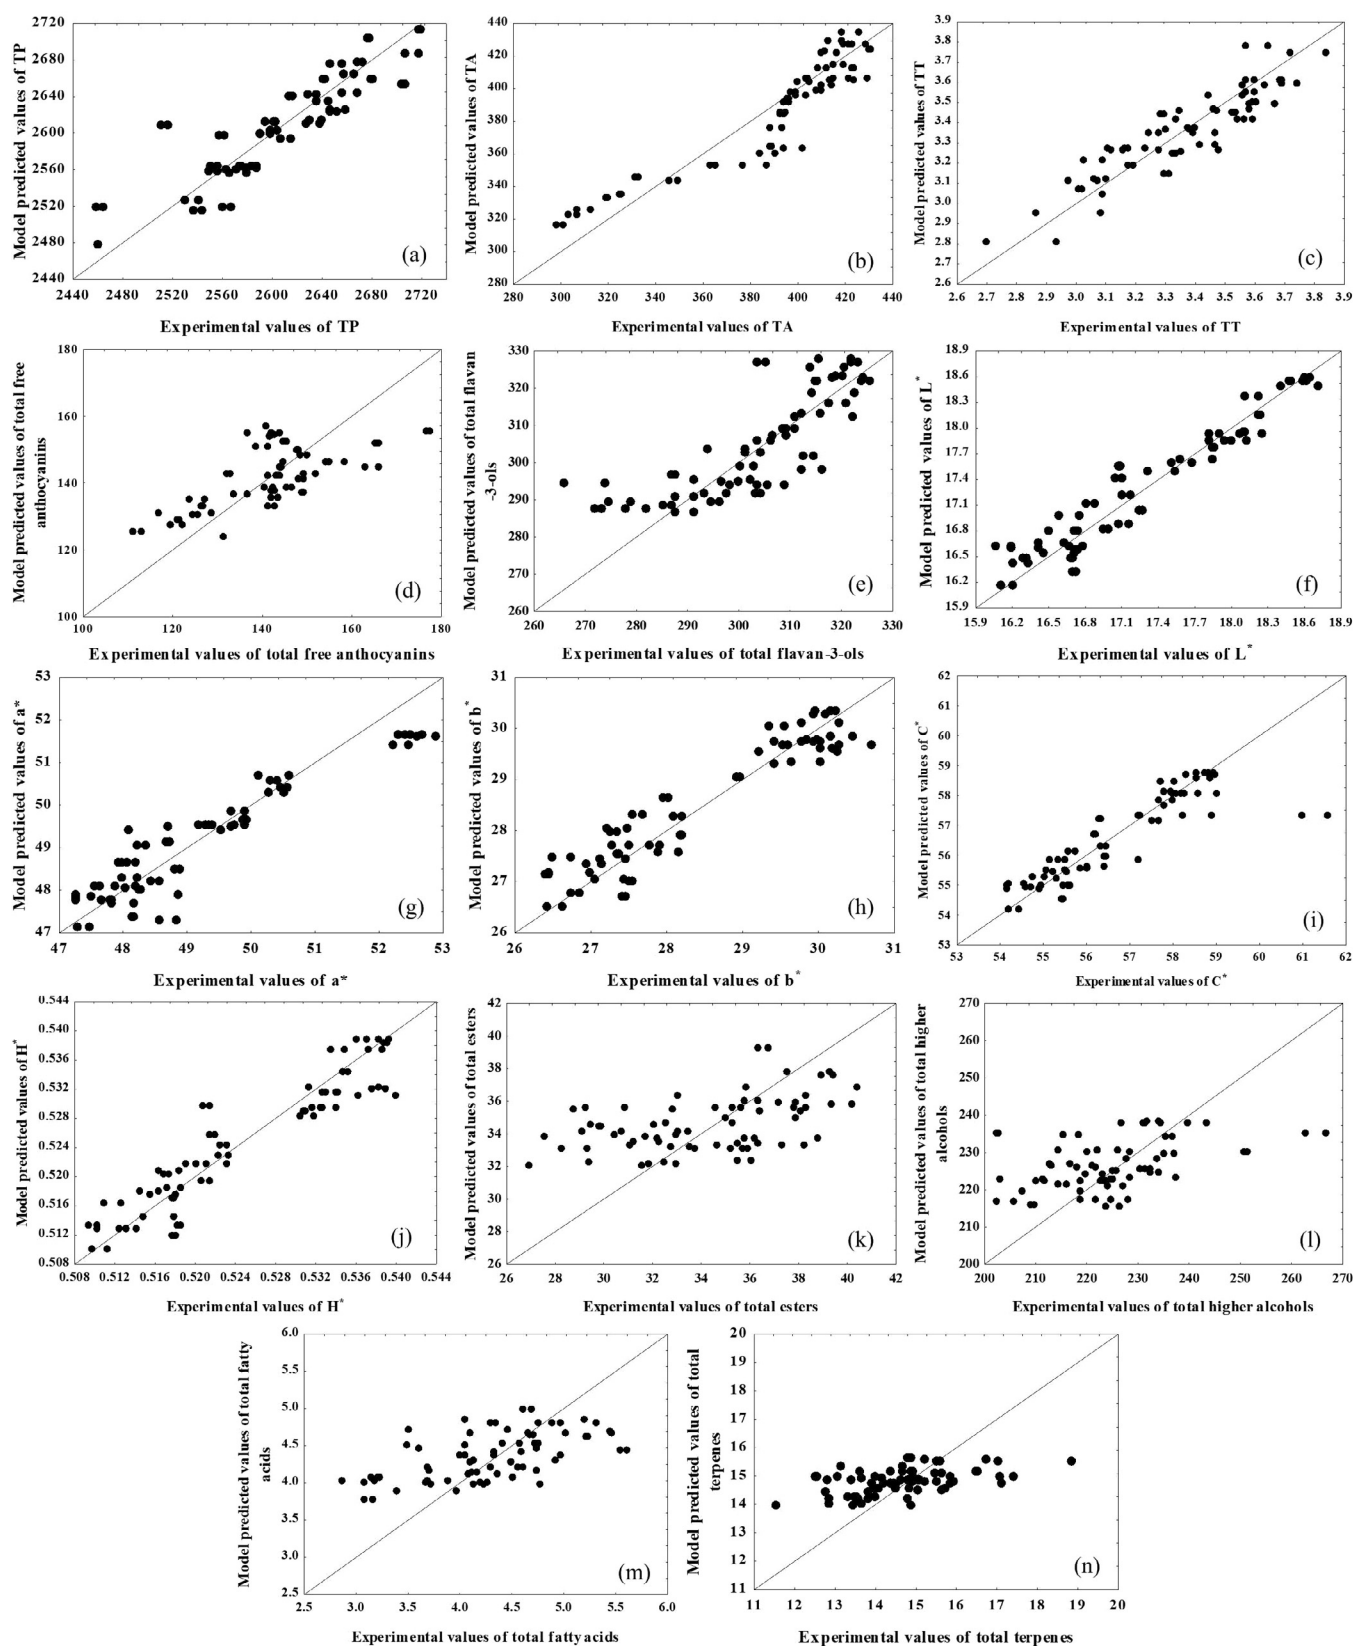 Model predicted values of TP
2720
2680
2640
2600
2560
2520
2480
2440
(a)
2440 2480 2520 2560 2600 2640 2680 2720
Experimental values of TP
Model predicted values of TA
440
420
400
380
360
340
320
300
280
(b)
280 300 320 340 360 380 400 420 440
Experimental values of TA
Model predicted values of TT
3.9
3.8
3.7
3.6
3.5
3.4
3.3
3.2
3.1
3.0
2.9
2.8
2.7
2.6
(c)
2.6 2.7 2.9 3.0 3.1 3.2 3.3 3.4 3.5 3.6 3.7 3.8 3.9
Experimental values of TT
Model predicted values of total free
anthocyanins
180
160
140
120
100
(d)
100 120 140 160 180
Experimental values of total free anthocyanins
Model predicted values of total flavan
-3-ols
330
320
310
300
290
280
270
260
(e)
260 270 280 290 300 310 320 330
Experimental values of total flavan-3-ols
Model predicted values of L*
18.9
18.6
18.3
18.0
17.7
17.4
17.1
16.8
16.5
16.2
15.9
(f)
15.9 16.2 16.5 16.8 17.1 17.4 17.7 18.0 18.3 18.6 18.9
Experimental values of L*
Model predicted values of a*
53
52
51
50
49
48
47
(g)
47 48 49 50 51 52 53
Experimental values of a*
Model predicted values of b*
31
30
29
28
27
26
(h)
26 27 28 29 30 31
Experimental values of b*
Model predicted values of C*
62
61
60
59
58
57
56
55
54
53
(i)
53 54 55 56 57 58 59 60 61 62
Experimental values of C*
Model predicted values of H*
0.544
0.540
0.536
0.532
0.528
0.524
0.520
0.516
0.512
0.508
(j)
0.508 0.512 0.516 0.520 0.524 0.528 0.532 0.536 0.540 0.544
Experimental values of H*
Model predicted values of total esters
42
40
38
36
34
32
30
28
26
(k)
26 28 30 32 34 36 38 40 42
Experimental values of total esters
Model predicted values of total higher
alcohols
270
260
250
240
230
220
210
200
(l)
200 210 220 230 240 250 260 270
Experimental values of total higher alcohols
Model predicted values of total fatty
acids
6.0
5.5
5.0
4.5
4.0
3.5
3.0
2.5
(m)
2.5 3.0 3.5 4.0 4.5 5.0 5.5 6.0
Experimental values of total fatty acids
Model predicted values of total
terpenes
20
19
18
17
16
15
14
13
12
11
(n)
11 12 13 14 15 16 17 18 19 20
Experimental values of total terpenes